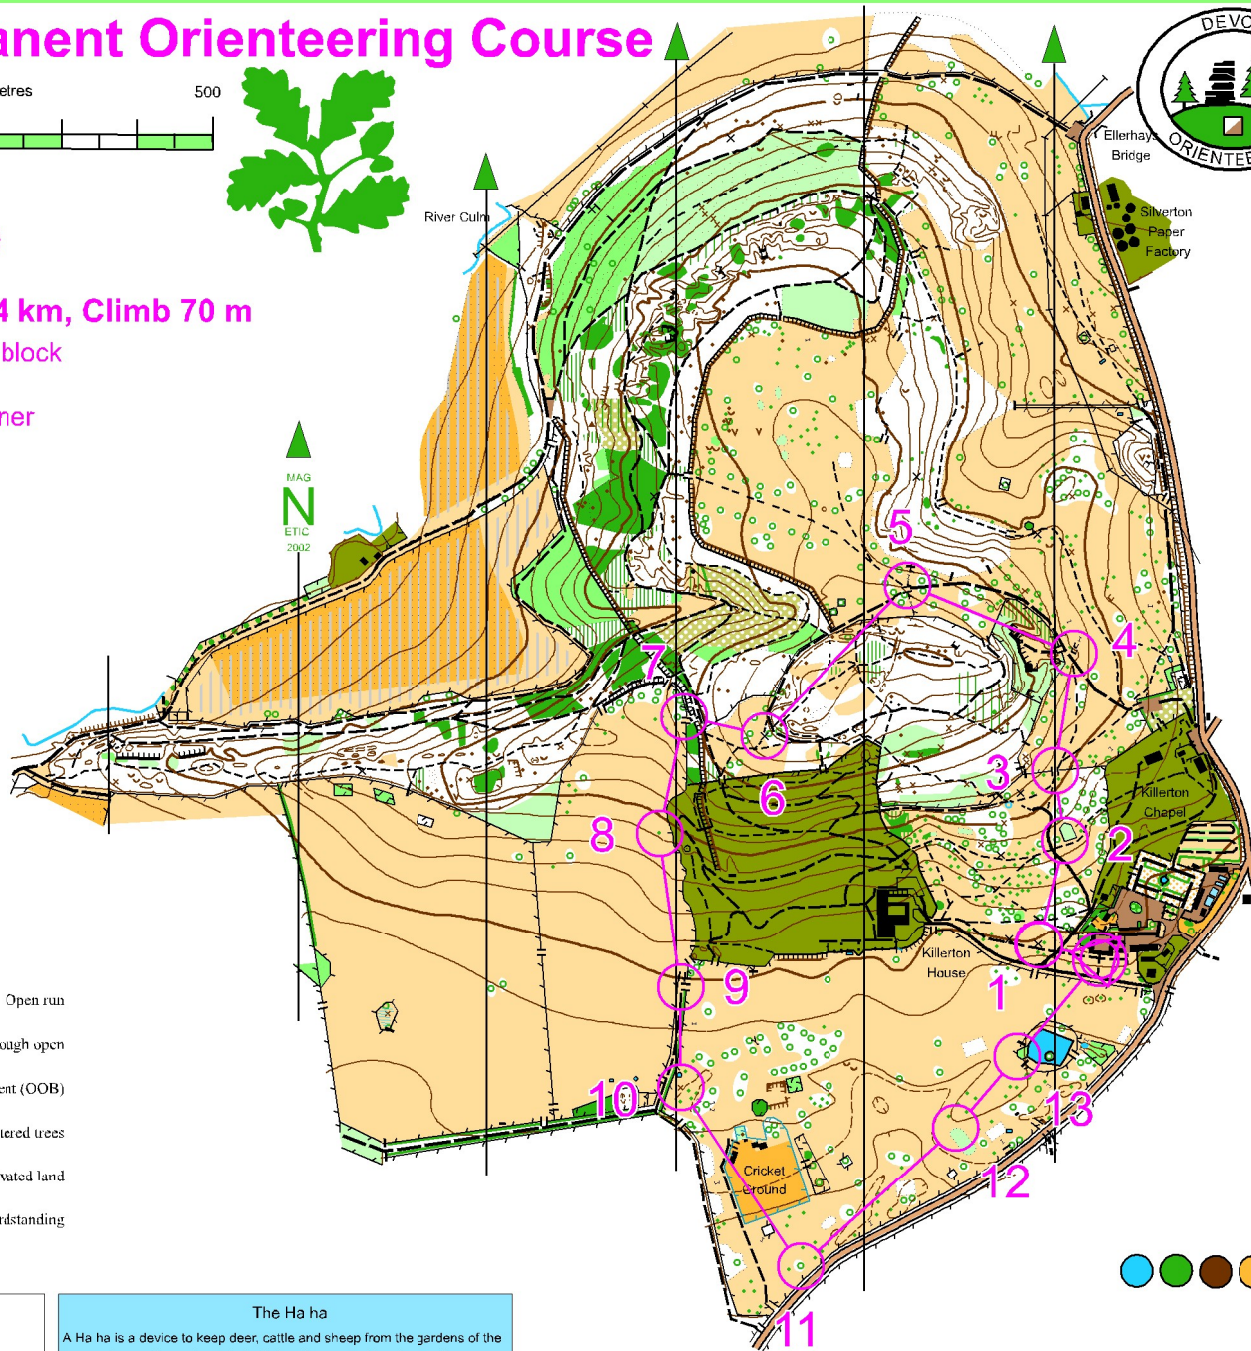 anent Orienteering Course
etres 500
DEVO
ORIENTEE
Ellerhays
Bridge
River Culm
Silverton
Paper
Factory
4 km, Climb 70 m
block
ner
MAG
N
ETIC
2002
5
7
4
3
6
Killerton
Chapel
8
2
Killerton
House
9
1
Open run
ough open
ent (OOB)
tered trees
vated land
rdstanding
10
13
Cricket
Ground
12
11
The Ha ha
A Ha ha is a device to keep deer, cattle and sheep from the gardens of the